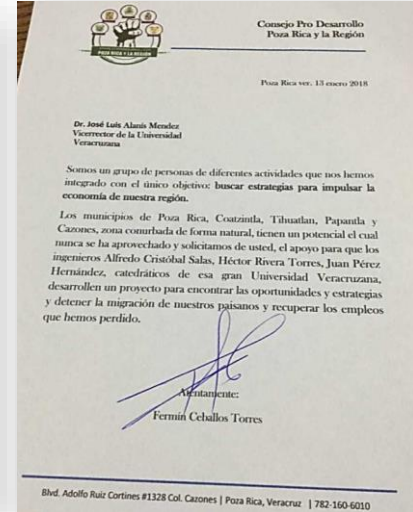 POZA RICA Y LA REGION
Consejo Pro Desarrollo
Poza Rica y la Región
Poza Rica ver. 13 enero 2018
Dr. José Luis Alanis Mendez
Vicerrector de la Universidad
Veracruzana
Somos un grupo de personas de diferentes actividades que nos hemos
integrado con el único objetivo: buscar estrategias para impulsar la
economía de nuestra región.
Los municipios de Poza Rica, Coatzintla, Tihuatlan, Papantla y
Cazones, zona conurbada de forma natural, tienen un potencial el cual
nunca se ha aprovechado y solicitamos de usted, el apoyo para que los
ingenieros Alfredo Cristóbal Salas, Héctor Rivera Torres, Juan Pérez
Hernández, catedráticos de esa gran Universidad Veracruzana,
desarrollen un proyecto para encontrar las oportunidades y estrategias
y detener la migración de nuestros paisanos y recuperar los empleos
que hemos perdido.
Atentamente:
Fermín Ceballos Torres
Blvd. Adolfo Ruiz Cortines #1328 Col. Cazones | Poza Rica, Veracruz | 782-160-6010